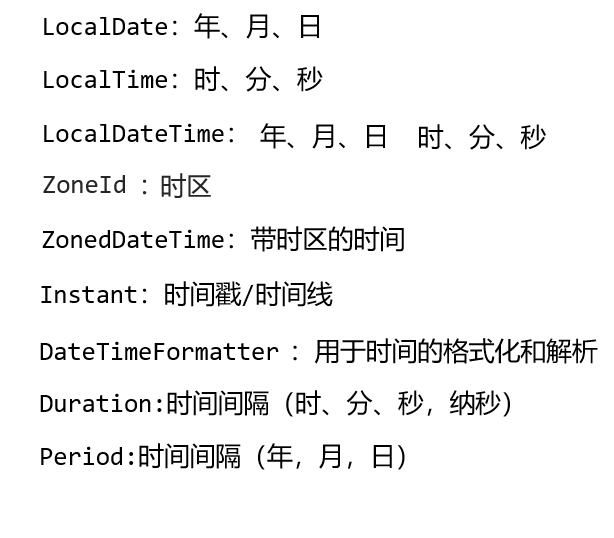 LocalDate：年、月、日
LocalTime：时、分、秒
LocalDateTime： 年、月、日 时、分、秒
ZoneId ：时区
ZonedDateTime：带时区的时间
Instant：时间戳/时间线
DateTimeFormatter ：用于时间的格式化和解析
Duration:时间间隔（时、分、秒，纳秒）
Period:时间间隔（年，月，日）